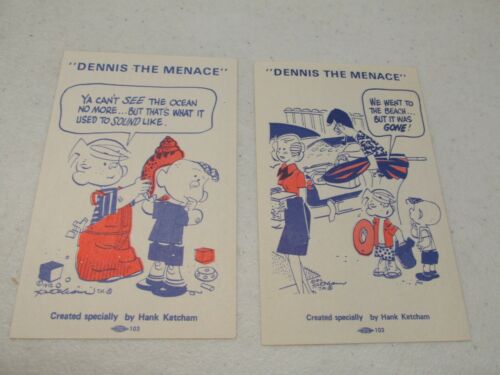 "DENNIS THE MENACE"
YA CAN'T SEE THE OCEAN
NO MORE...BUT THATS WHAT IT
USED TO SOUND LIKE.
Created specially by Hank Ketcham
103
"DENNIS THE MENACE"
WE WENT TO
THE BEACH...
BUT IT WAS
GONE!
Created specially by Hank Ketcham
103